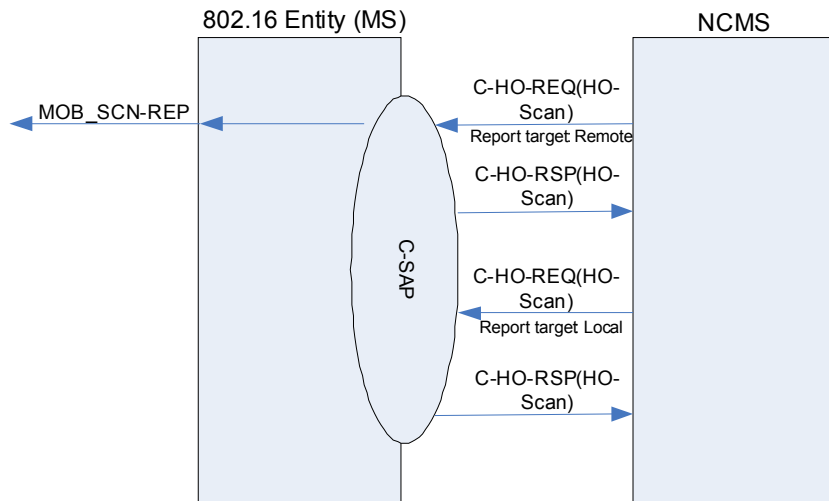 802.16 Entity (MS)
NCMS
MOB_SCN-REP
C-HO-REQ(HO-
Scan)
Report target: Remote
C-HO-RSP(HO-
Scan)
C-SAP
C-HO-REQ(HO-
Scan)
Report target: Local
C-HO-RSP(HO-
Scan)